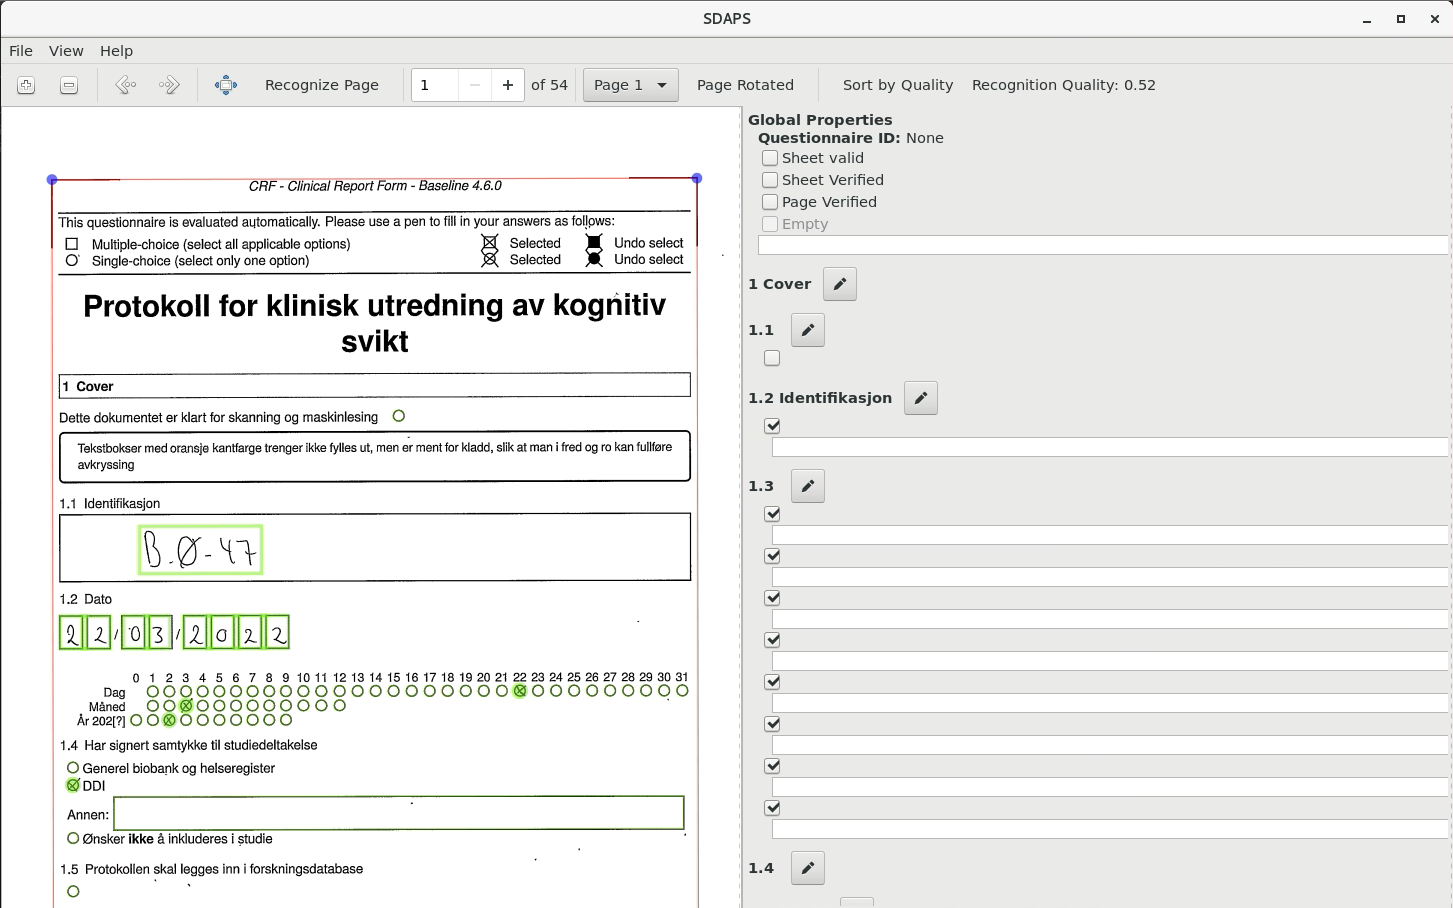 SDAPS
File View Help
Recognize Page 1 of 54 Page 1 Page Rotated Sort by Quality Recognition Quality: 0.52
CRF - Clinical Report Form - Baseline 4.6.0
This questionnaire is evaluated automatically. Please use a pen to fill in your answers as follows:
Multiple-choice (select all applicable options) Selected Undo select
Single-choice (select only one option) Selected Undo select
Protokoll for klinisk utredning av kognitiv
svikt
1 Cover
Dette dokumentet er klart for skanning og maskinlesing
Tekstbokser med oransje kantfarge trenger ikke fylles ut, men er ment for kladd, slik at man i fred og ro kan fullføre
avkryssing
1.1 Identifikasjon
B.Ø-47
1.2 Dato
22/03/2022
0 1 2 3 4 5 6 7 8 9 10 11 12 13 14 15 16 17 18 19 20 21 22 23 24 25 26 27 28 29 30 31
Dag
Måned
År 202[?]
1.4 Har signert samtykke til studiedeltakelse
Generel biobank og helseregister
DDI
Annen:
Ønsker ikke å inkluderes i studie
1.5 Protokollen skal legges inn i forskningsdatabase
Global Properties
Questionnaire ID: None
Sheet valid
Sheet Verified
Page Verified
Empty
1 Cover
1.1
1.2 Identifikasjon
1.3
1.4